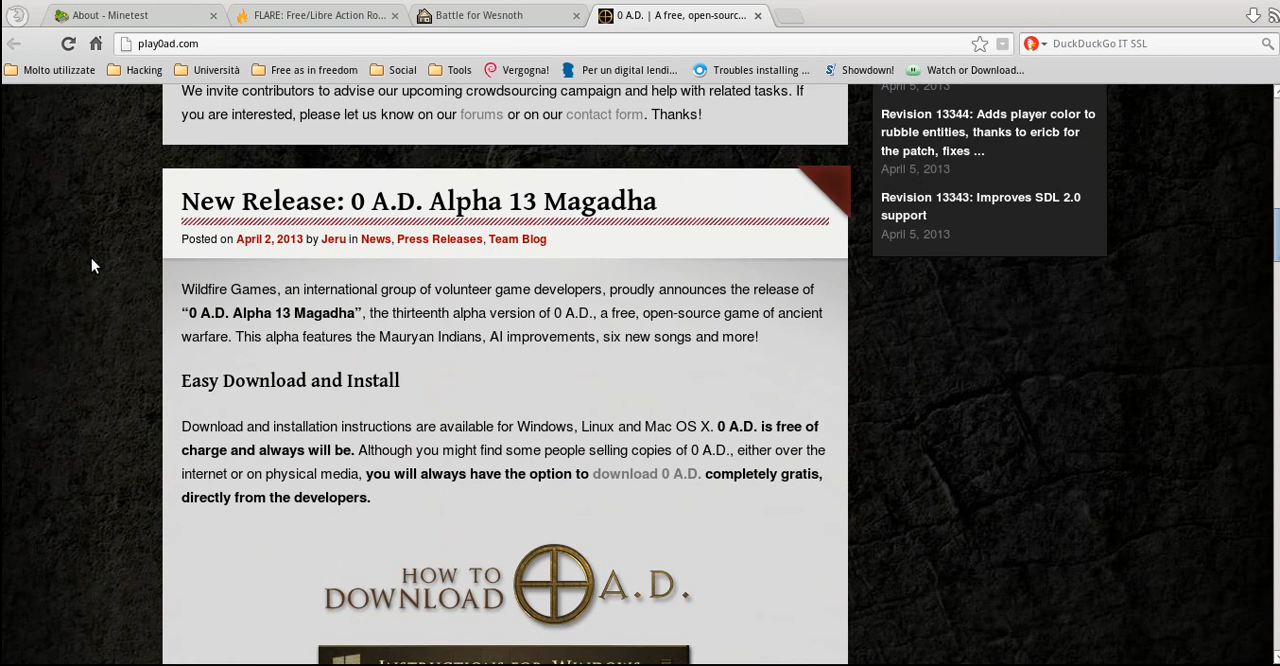 About - Minetest
FLARE: Free/Libre Action Ro...
Battle for Wesnoth
0 A.D. | A free, open-sourc...
play0ad.com
DuckDuckGo IT SSL
Molto utilizzate
Hacking
Università
Free as in freedom
Social
Tools
Vergogna!
Per un digital lendi...
Troubles installing ...
Showdown!
Watch or Download...
We invite contributors to advise our upcoming crowdsourcing campaign and help with related tasks. If
you are interested, please let us know on our forums or on our contact form. Thanks!
New Release: 0 A.D. Alpha 13 Magadha
Posted on April 2, 2013 by Jeru in News, Press Releases, Team Blog
Wildfire Games, an international group of volunteer game developers, proudly announces the release of
“0 A.D. Alpha 13 Magadha”, the thirteenth alpha version of 0 A.D., a free, open-source game of ancient
warfare. This alpha features the Mauryan Indians, AI improvements, six new songs and more!
Easy Download and Install
Download and installation instructions are available for Windows, Linux and Mac OS X. 0 A.D. is free of
charge and always will be. Although you might find some people selling copies of 0 A.D., either over the
internet or on physical media, you will always have the option to download 0 A.D. completely gratis,
directly from the developers.
HOW TO
DOWNLOAD
0 A.D.
INSTRUCTIONS FOR WINDOWS
April 5, 2013
Revision 13344: Adds player color to
rubble entities, thanks to ericb for
the patch, fixes ...
April 5, 2013
Revision 13343: Improves SDL 2.0
support
April 5, 2013